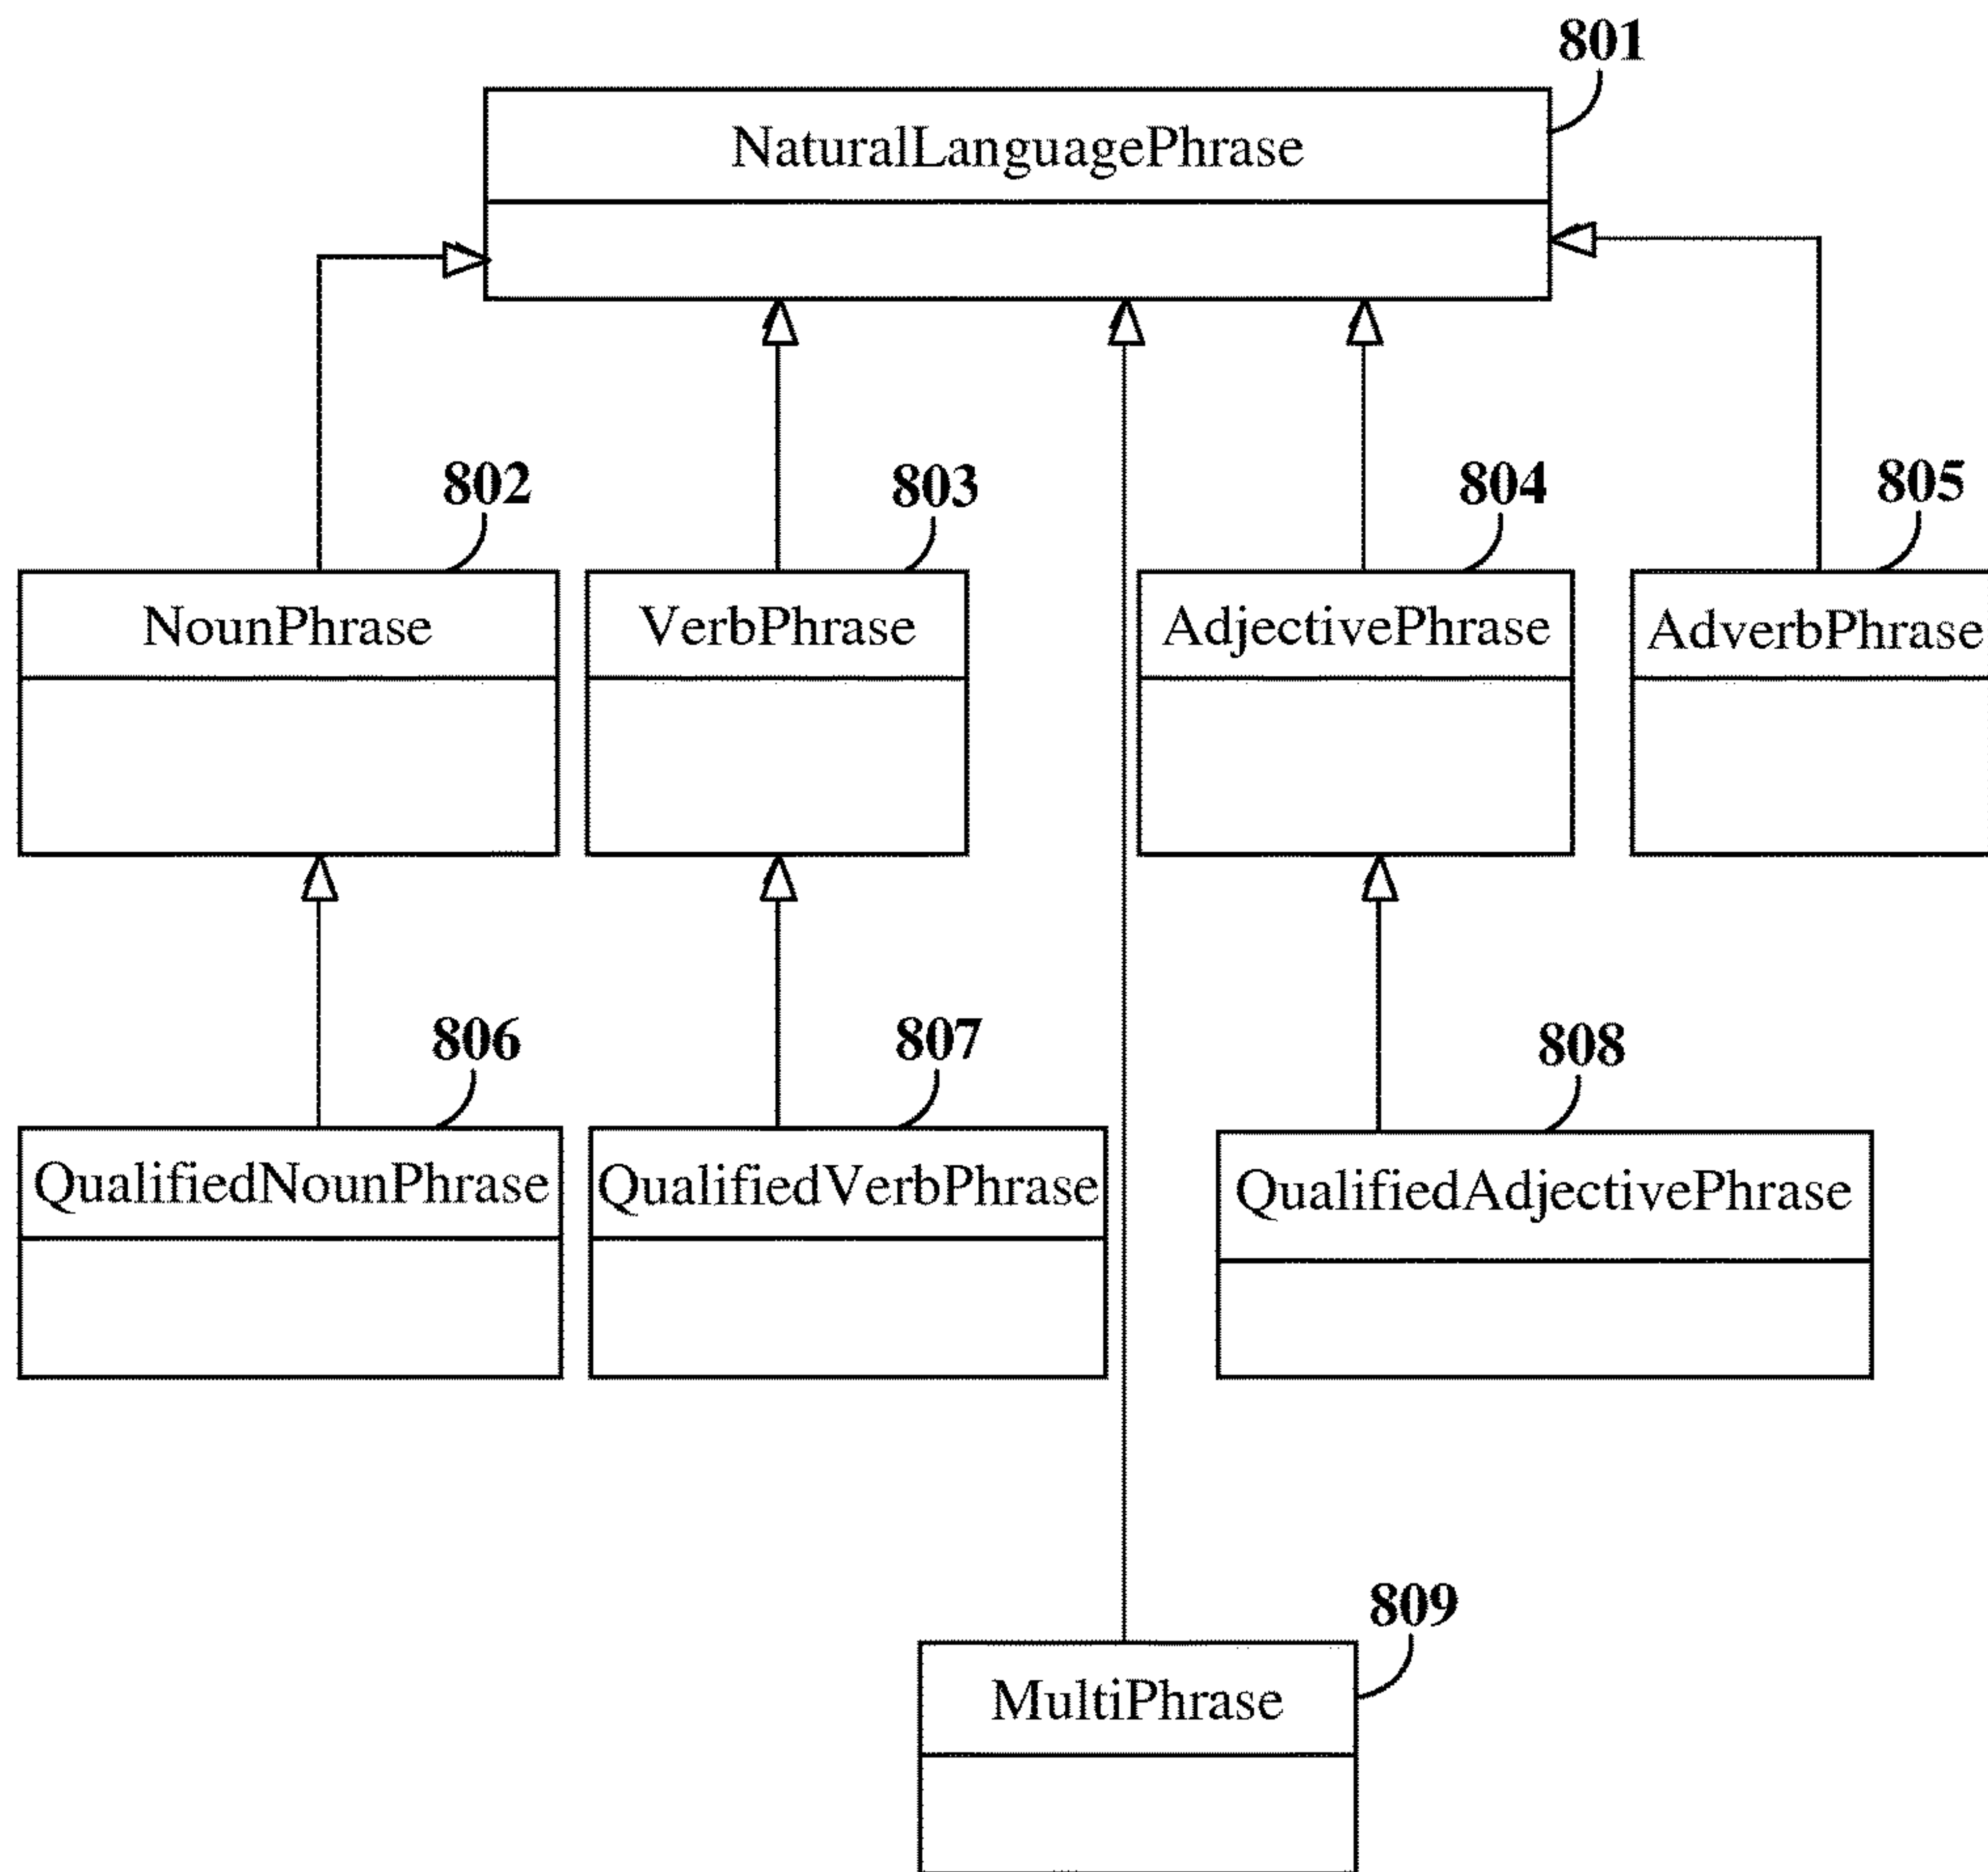 801
NaturalLanguagePhrase
802
803
804
805
NounPhrase
VerbPhrase
AdjectivePhrase
AdverbPhrase
806
807
808
QualifiedNounPhrase
QualifiedVerbPhrase
QualifiedAdjectivePhrase
809
MultiPhrase